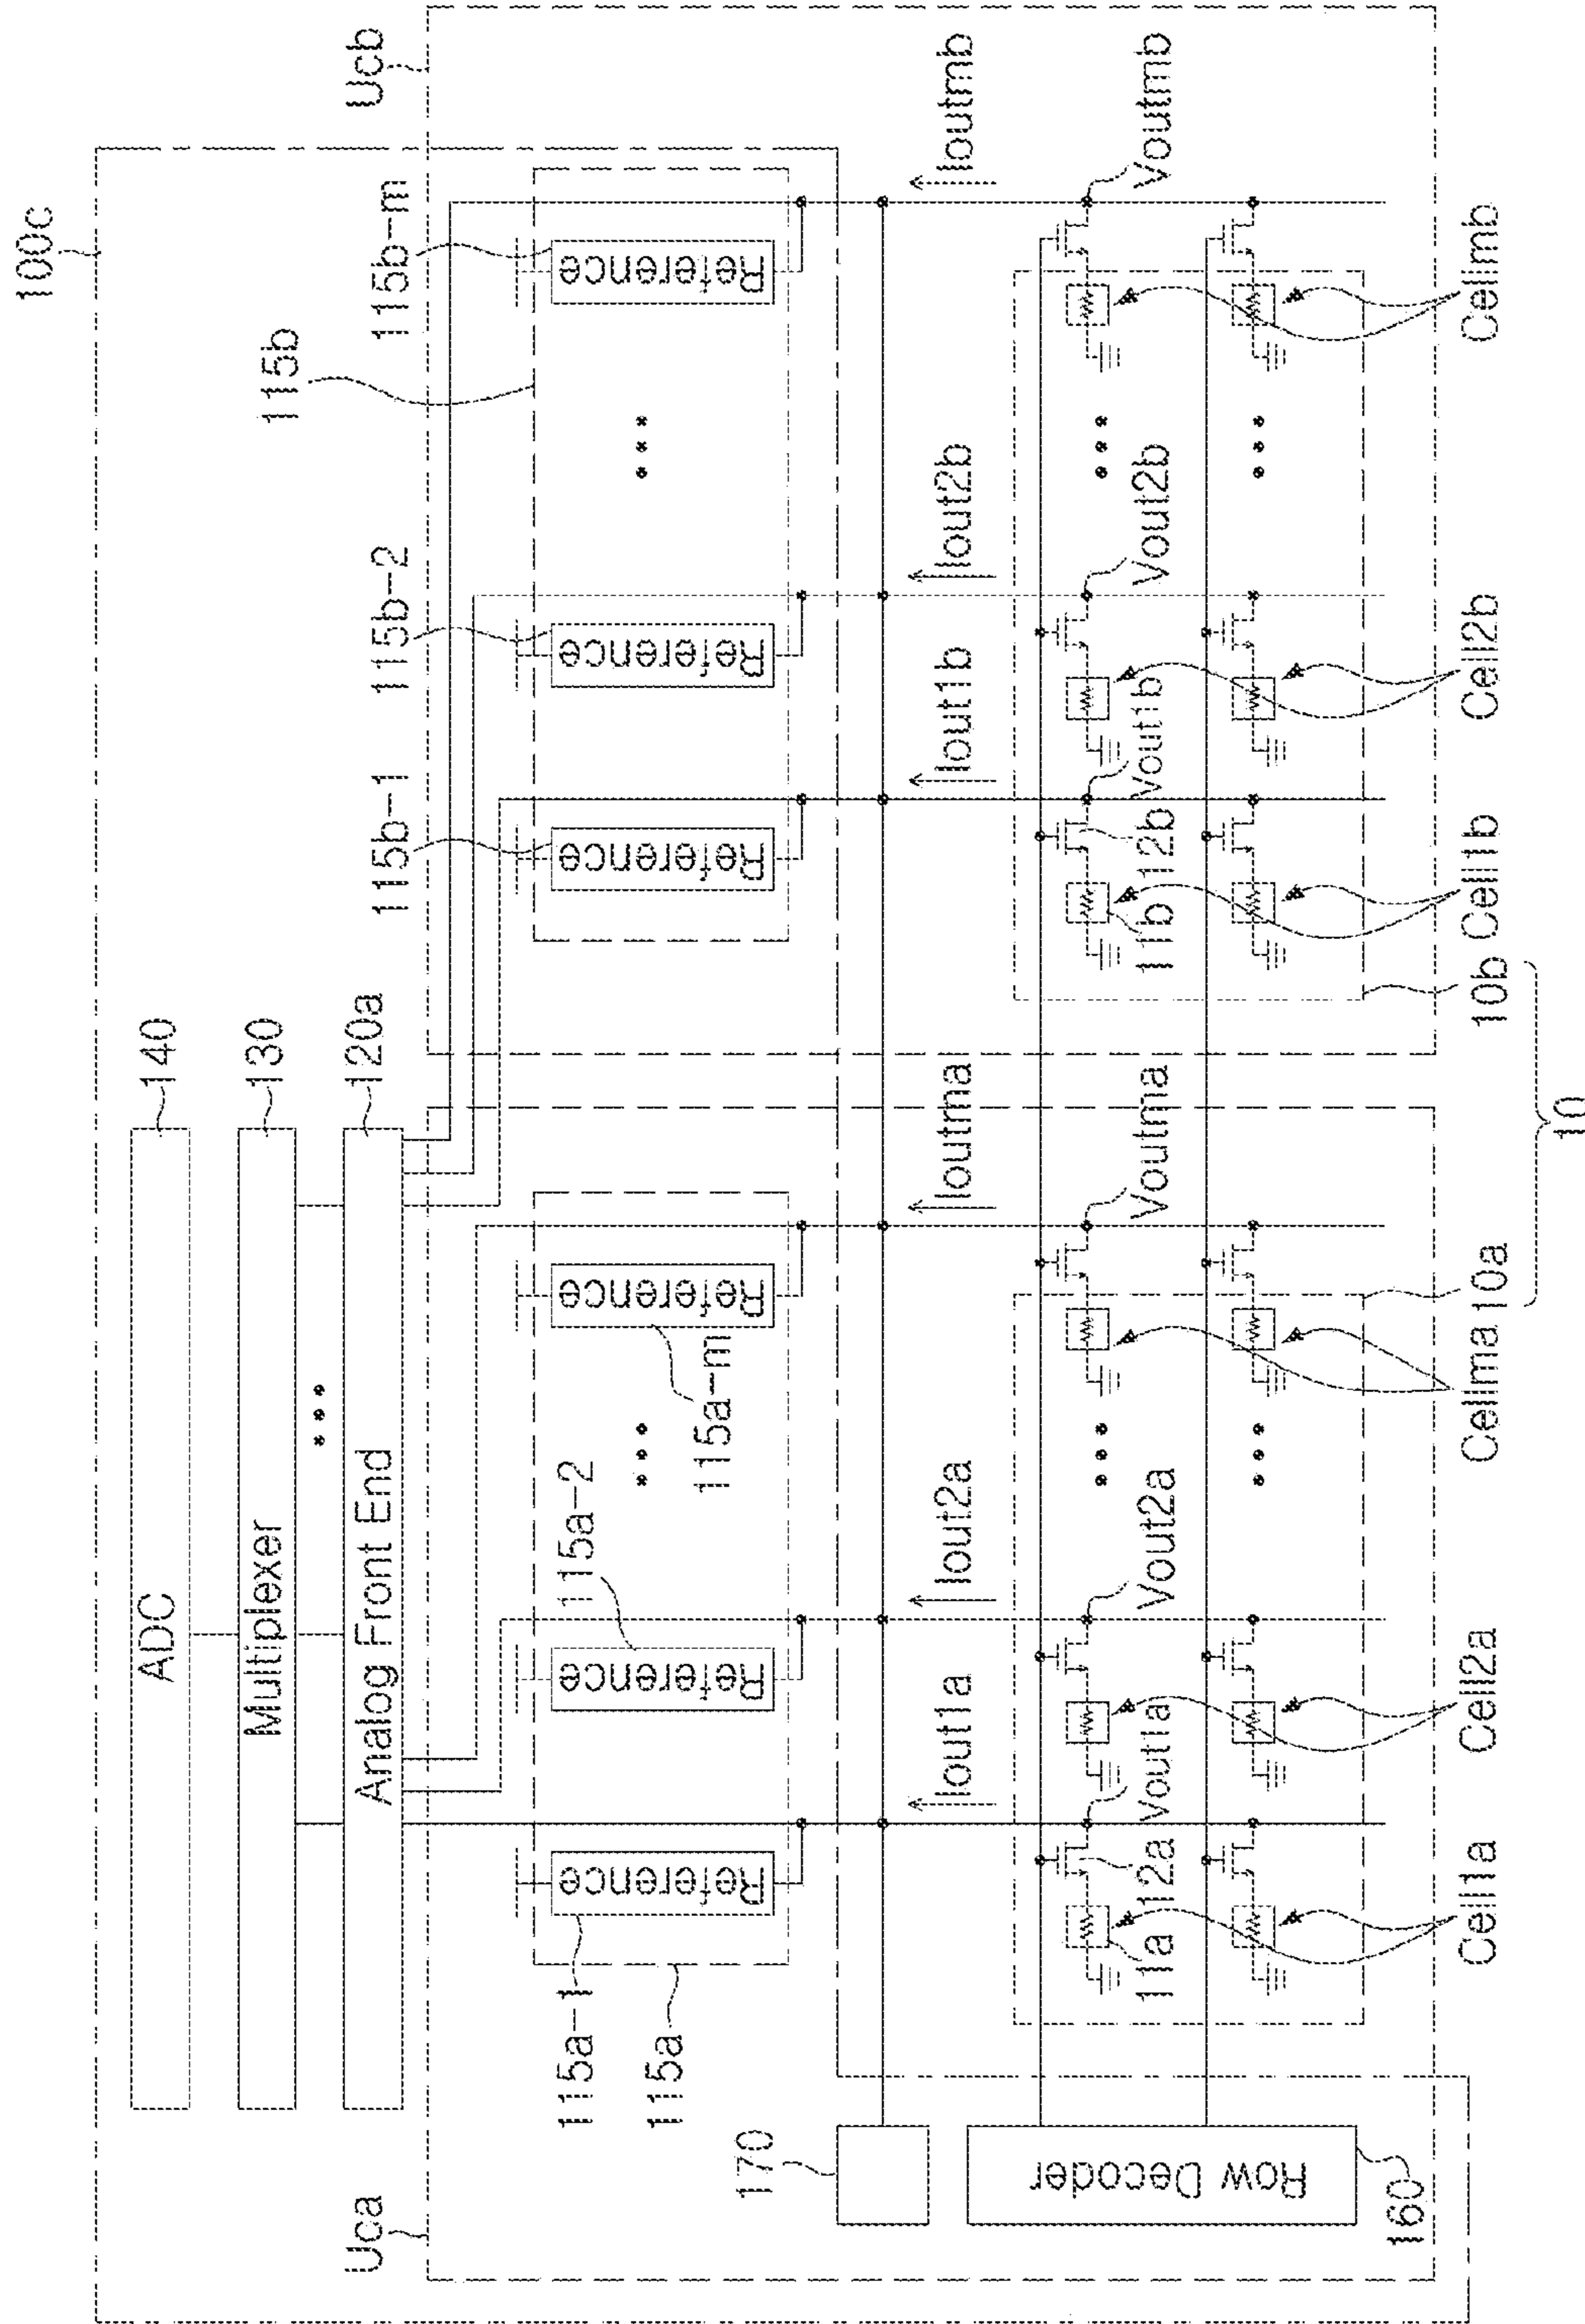 100c
Ucb
140
ADC
130
Multiplexer
120a
Analog Front End
115b
115b-1
115b-2
115b-m
Uca
115a-1
Reference
115a-2
Reference
115a-m
Reference
Reference
Reference
Reference
115a
170
Iout1a
Iout2a
Ioutma
Iout1b
Iout2b
Ioutmb
Row Decoder
160
11a
12a
Vout1a
Vout2a
Voutma
11b
12b
Vout1b
Vout2b
Voutmb
Cell1a
Cell2a
Cellma
10a
10b
Cell1b
Cell2b
Cellmb
10